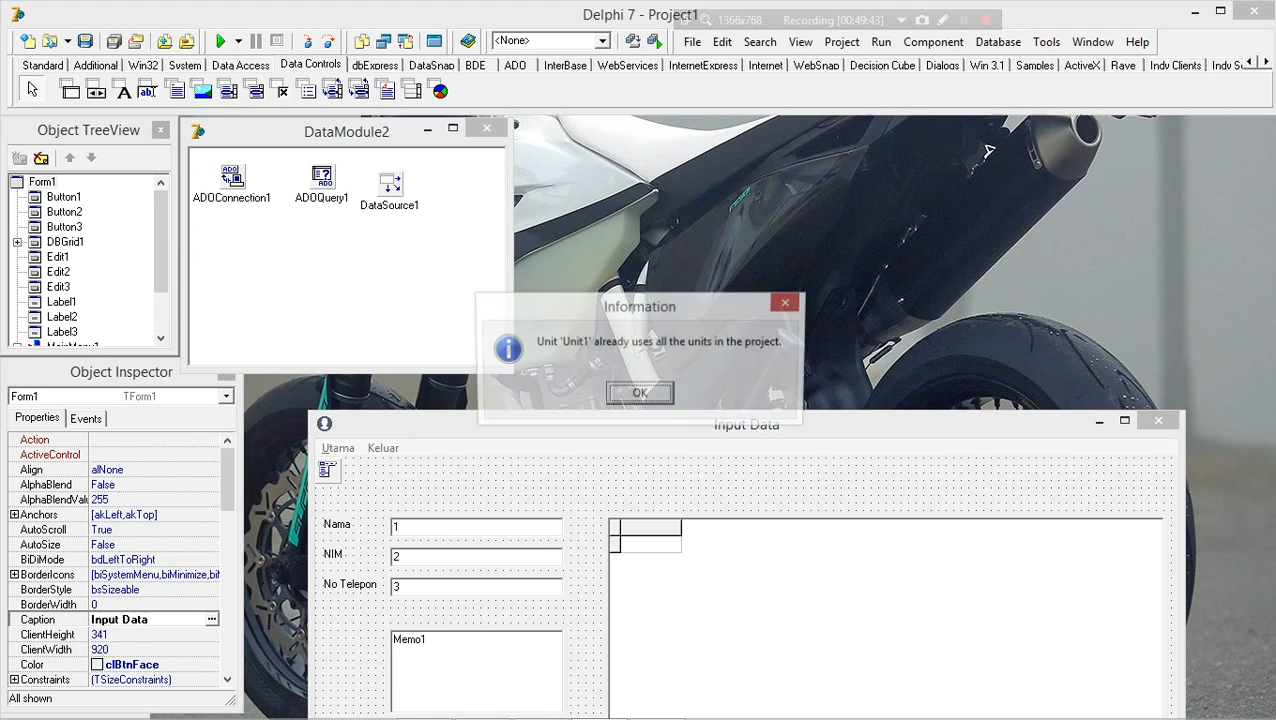 Delphi 7 - Project1
1366x768
Recording [00:49:43]
<None>
File Edit Search View Project Run Component Database Tools Window Help
Standard Additional Win32 System Data Access Data Controls dbExpress DataSnap BDE ADO InterBase WebServices InternetExpress Internet WebSnap Decision Cube Dialogs Win 3.1 Samples ActiveX Rave Indy Clients Indy
Object TreeView
Form1
Button1
Button2
Button3
DBGrid1
Edit1
Edit2
Edit3
Label1
Label2
Label3
MainMenu1
DataModule2
ADOConnection1
ADOQuery1
DataSource1
Information
Unit 'Unit1' already uses all the units in the project.
OK
Object Inspector
Form1 TForm1
Properties Events
Action
ActiveControl
Align alNone
AlphaBlend False
AlphaBlendValu 255
Anchors [akLeft,akTop]
AutoScroll True
AutoSize False
BiDiMode bdLeftToRight
BorderIcons [biSystemMenu,biMinimize,bi
BorderStyle bsSizeable
BorderWidth 0
Caption Input Data ...
ClientHeight 341
ClientWidth 920
Color clBtnFace
Constraints (TSizeConstraints)
All shown
Input Data
Utama Keluar
Nama 1
NIM 2
No Telepon 3
Memo1